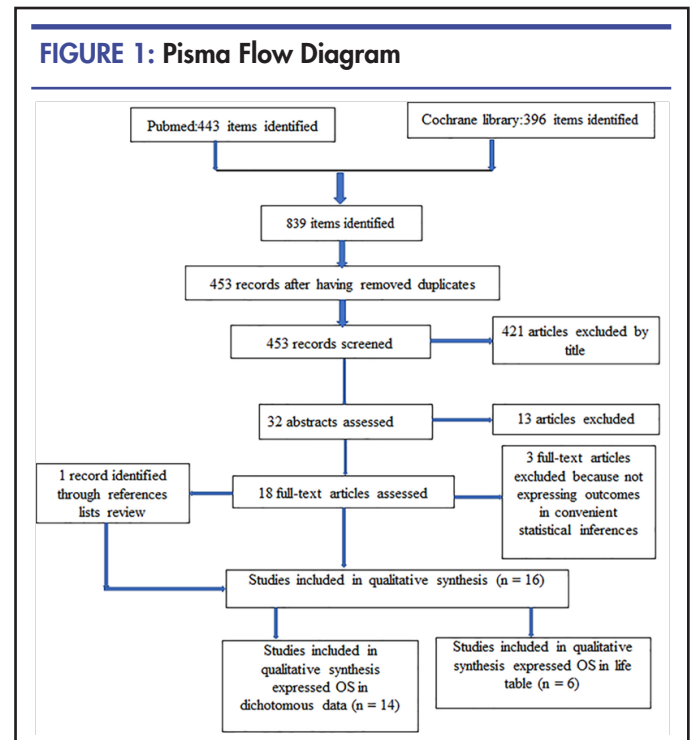 FIGURE 1: Pisma Flow Diagram
Pubmed:443 items identified
Cochrane library:396 items identified
839 items identified
453 records after having removed duplicates
453 records screened
421 articles excluded by
title
32 abstracts assessed
13 articles excluded
1 record identified
through references
lists review
18 full-text articles assessed
3 full-text articles
excluded because not
expressing outcomes
in convenient
statistical inferences
Studies included in qualitative synthesis (n = 16)
Studies included in
qualitative synthesis
expressed OS in
dichotomous data (n = 14)
Studies included in qualitative
synthesis expressed OS in life
table (n = 6)